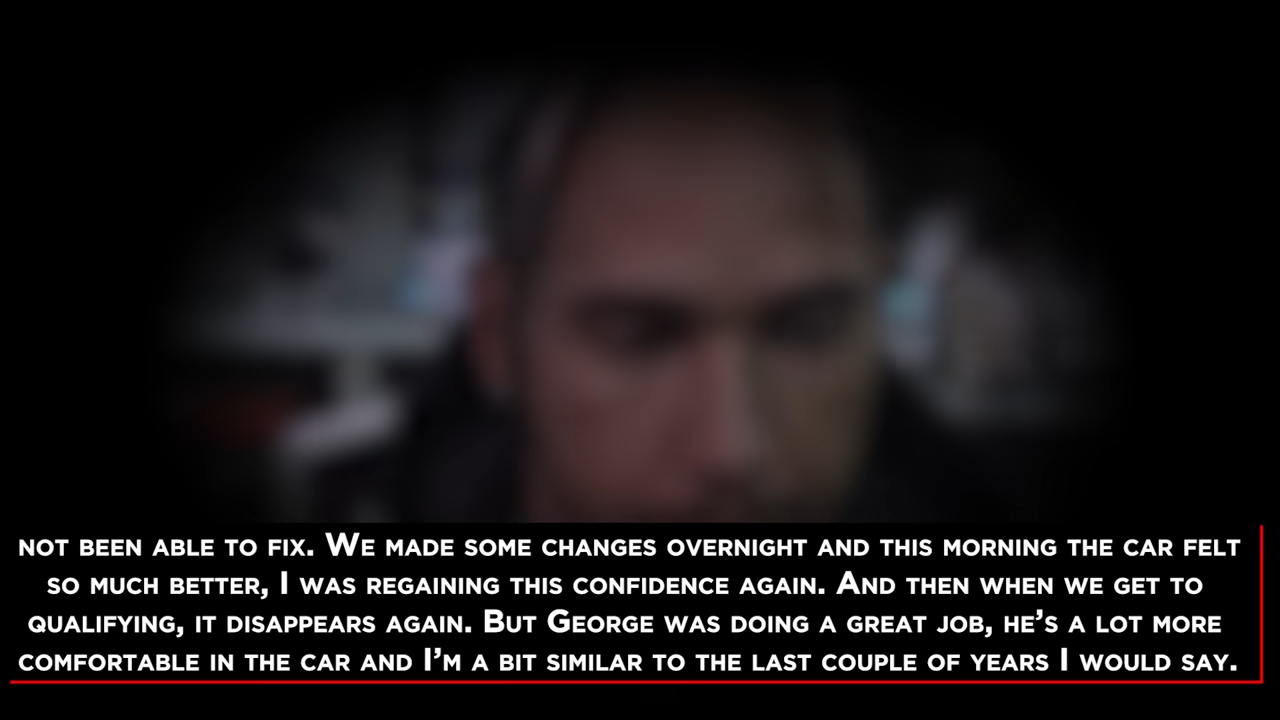 NOT BEEN ABLE TO FIX. WE MADE SOME CHANGES OVERNIGHT AND THIS MORNING THE CAR FELT
SO MUCH BETTER, I WAS REGAINING THIS CONFIDENCE AGAIN. AND THEN WHEN WE GET TO
QUALIFYING, IT DISAPPEARS AGAIN. BUT GEORGE WAS DOING A GREAT JOB, HE’S A LOT MORE
COMFORTABLE IN THE CAR AND I’M A BIT SIMILAR TO THE LAST COUPLE OF YEARS I WOULD SAY.